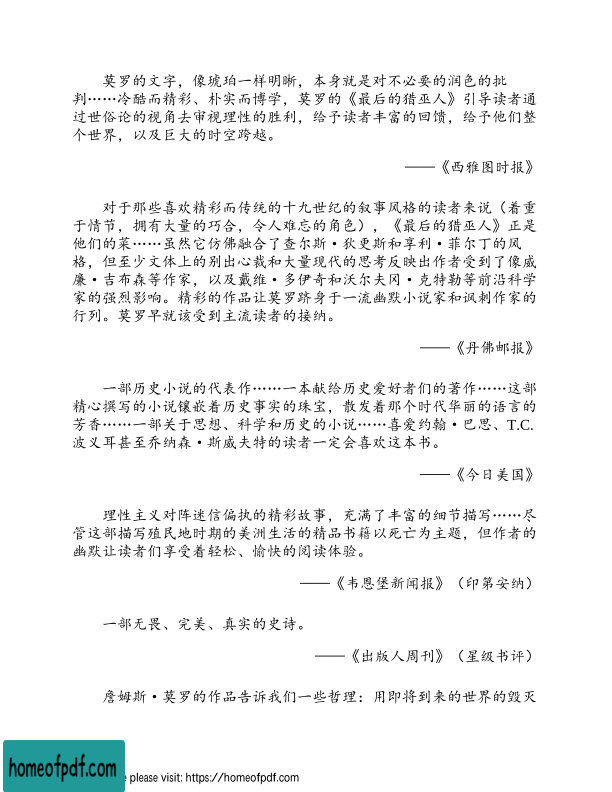 莫罗的文字，像琥珀一样明晰，本身就是对不必要的润色的批
判……冷酷而精彩、朴实而博学，莫罗的《最后的猎巫人》引导读者通
过世俗论的视角去审视理性的胜利，给予读者丰富的回馈，给予他们整
个世界，以及巨大的时空跨越。
——《西雅图时报》
对于那些喜欢精彩而传统的十九世纪的叙事风格的读者来说（着重
于情节，拥有大量的巧合，令人难忘的角色），《最后的猎巫人》正是
他们的菜……虽然它仿佛融合了查尔斯·狄更斯和享利·菲尔丁的风
格，但至少文体上的别出心裁和大量现代的思考反映出作者受到了像威
廉·吉布森等作家，以及戴维·多伊奇和沃尔夫冈·克特勒等前沿科学
家的强烈影响。精彩的作品让莫罗跻身于一流幽默小说家和讽刺作家的
行列。莫罗早就该受到主流读者的接纳。
——《丹佛邮报》
一部历史小说的代表作……一本献给历史爱好者们的著作……这部
精心撰写的小说镶嵌着历史事实的珠宝，散发着那个时代华丽的语言的
芳香……一部关于思想、科学和历史的小说……喜爱约翰·巴思、T.C.
波义耳甚至乔纳森·斯威夫特的读者一定会喜欢这本书。
——《今日美国》
理性主义对阵迷信偏执的精彩故事，充满了丰富的细节描写……尽
管这部描写殖民地时期的美洲生活的精品书籍以死亡为主题，但作者的
幽默让读者们享受着轻松、愉快的阅读体验。
——《韦恩堡新闻报》（印第安纳）
一部无畏、完美、真实的史诗。
——《出版人周刊》（星级书评）
詹姆斯·莫罗的作品告诉我们一些哲理：用即将到来的世界的毁灭
homeofpdf.com
e please visit: https://homeofpdf.com